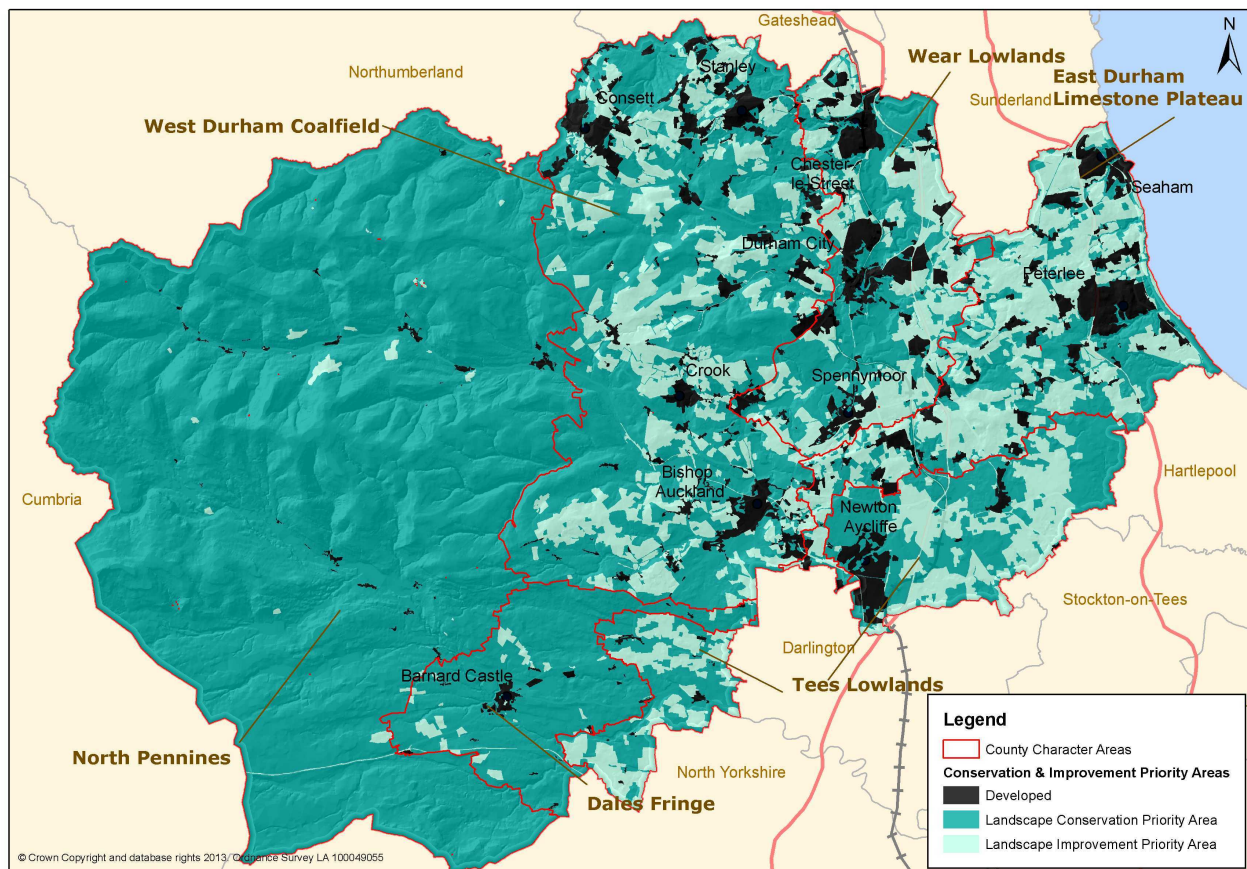 Gateshead
N
Wear Lowlands
Northumberland
Stanley
East Durham
Limestone Plateau
Sunderland
Consett
West Durham Coalfield
Chester
le Street
Seaham
Durham City
Peterlee
Crook
Spennymoor
Bishop
Auckland
Hartlepool
Cumbria
Newton
Aycliffe
Stockton-on-Tees
Darlington
Barnard Castle
Tees Lowlands
North Pennines
North Yorkshire
Dales Fringe
Legend
County Character Areas
Conservation & Improvement Priority Areas
Developed
Landscape Conservation Priority Area
Landscape Improvement Priority Area
© Crown Copyright and database rights 2013. Ordnance Survey LA 100049055